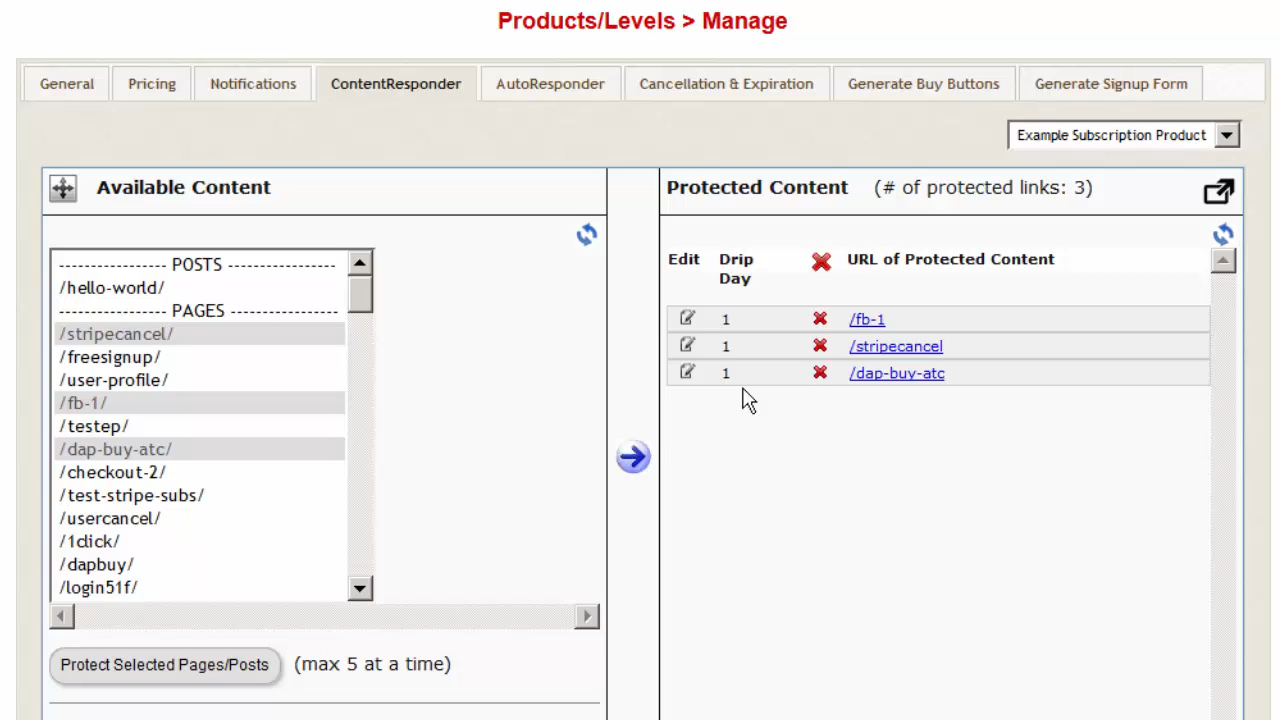 Products/Levels > Manage
General Pricing Notifications ContentResponder AutoResponder Cancellation & Expiration Generate Buy Buttons Generate Signup Form
Example Subscription Product
Available Content
---------------- POSTS ----------------
/hello-world/
---------------- PAGES ----------------
/stripecancel/
/freesignup/
/user-profile/
/fb-1/
/testep/
/dap-buy-atc/
/checkout-2/
/test-stripe-subs/
/usercancel/
/1click/
/dapbuy/
/login51f/
Protect Selected Pages/Posts (max 5 at a time)
Protected Content (# of protected links: 3)
Edit Drip Day URL of Protected Content
1 /fb-1
1 /stripecancel
1 /dap-buy-atc